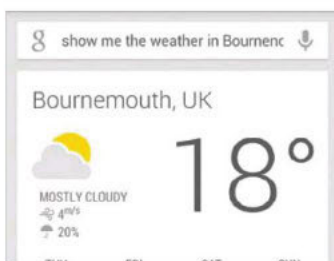 g show me the weather in Bournenc
Bournemouth, UK
18°
MOSTLY CLOUDY
4m/s
20%